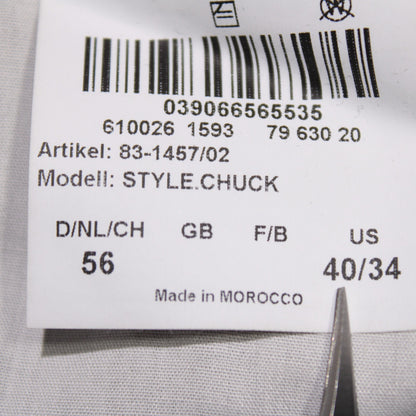 039066565535
610026 1593 79 630 20
Artikel: 83-1457/02
Modell: STYLE.CHUCK
D/NL/CH GB F/B US
56 40/34
Made in MOROCCO